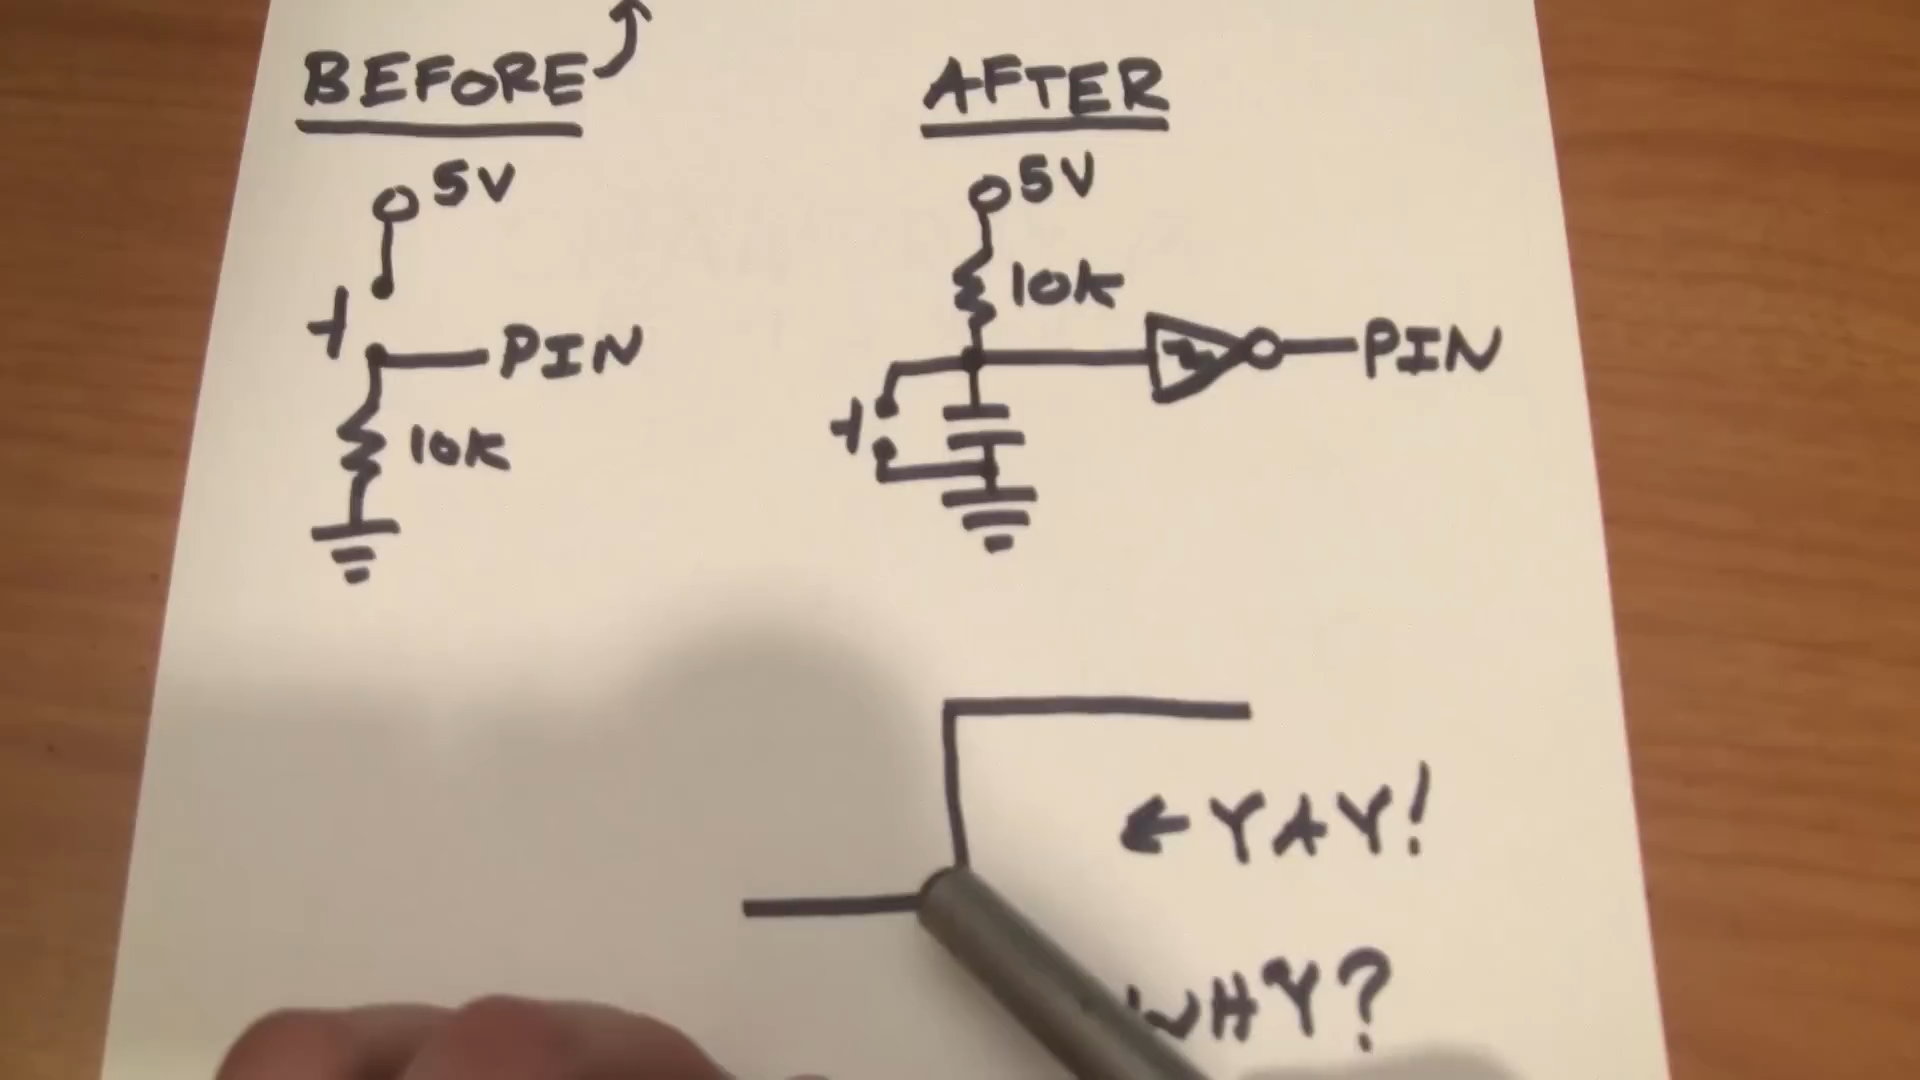 BEFORE
5V
PIN
10K
AFTER
5V
10K
PIN
← YAY!
WHY?